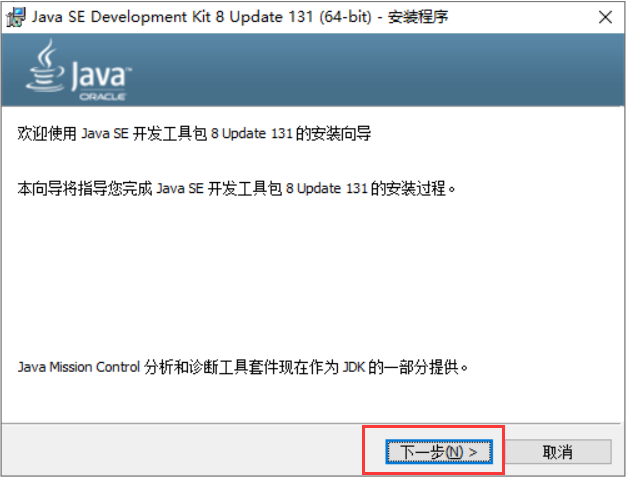 Java SE Development Kit 8 Update 131 (64-bit) - 安装程序
Java™
ORACLE
欢迎使用 Java SE 开发工具包 8 Update 131 的安装向导
本向导将指导您完成 Java SE 开发工具包 8 Update 131 的安装过程。
Java Mission Control 分析和诊断工具套件现在作为 JDK 的一部分提供。
下一步(N) > 取消